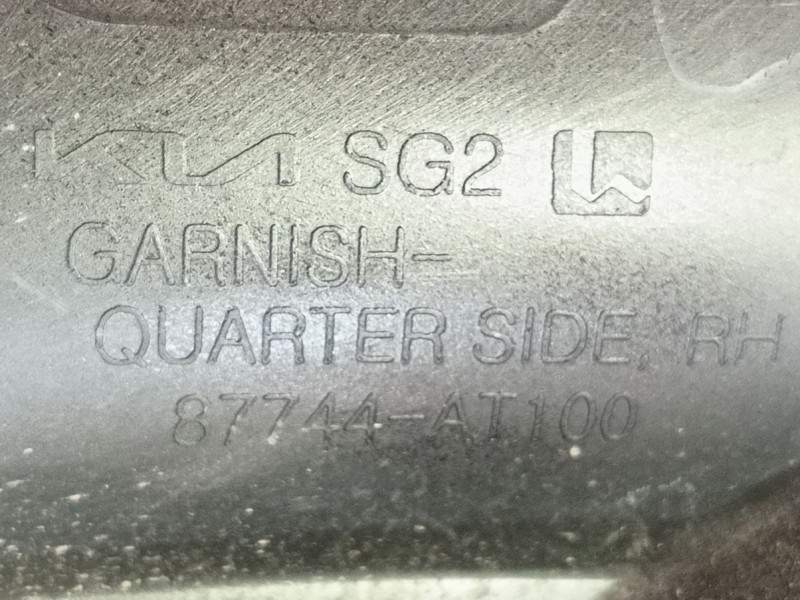 KIA SG2
GARNISH-
QUARTER SIDE, RH
87744-AT100